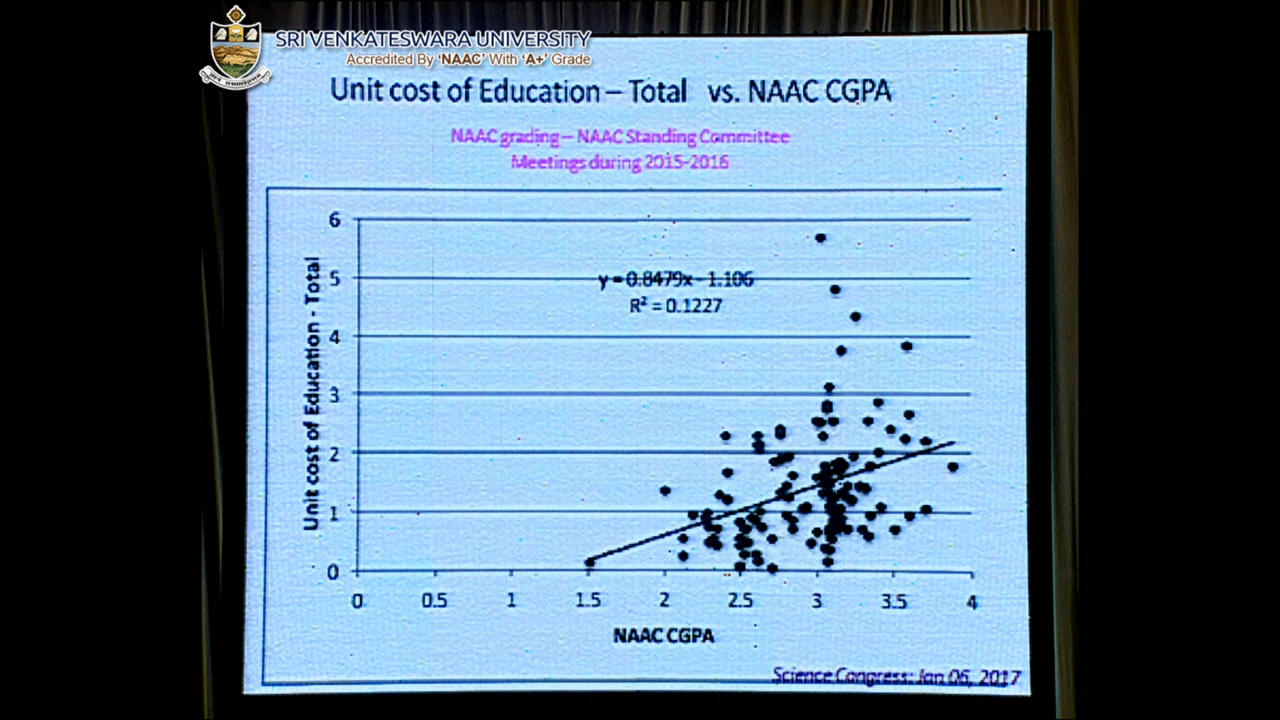 SRI VENKATESWARA UNIVERSITY
Accredited By 'NAAC' With 'A+' Grade
Unit cost of Education – Total vs. NAAC CGPA
NAAC grading – NAAC Standing Committee
Meetings during 2015-2016
Unit cost of Education - Total
6
5
4
3
2
1
0
y = 0.8479x - 1.106
R² = 0.1227
0 0.5 1 1.5 2 2.5 3 3.5 4
NAAC CGPA
Science Congress: Jan 06, 2017